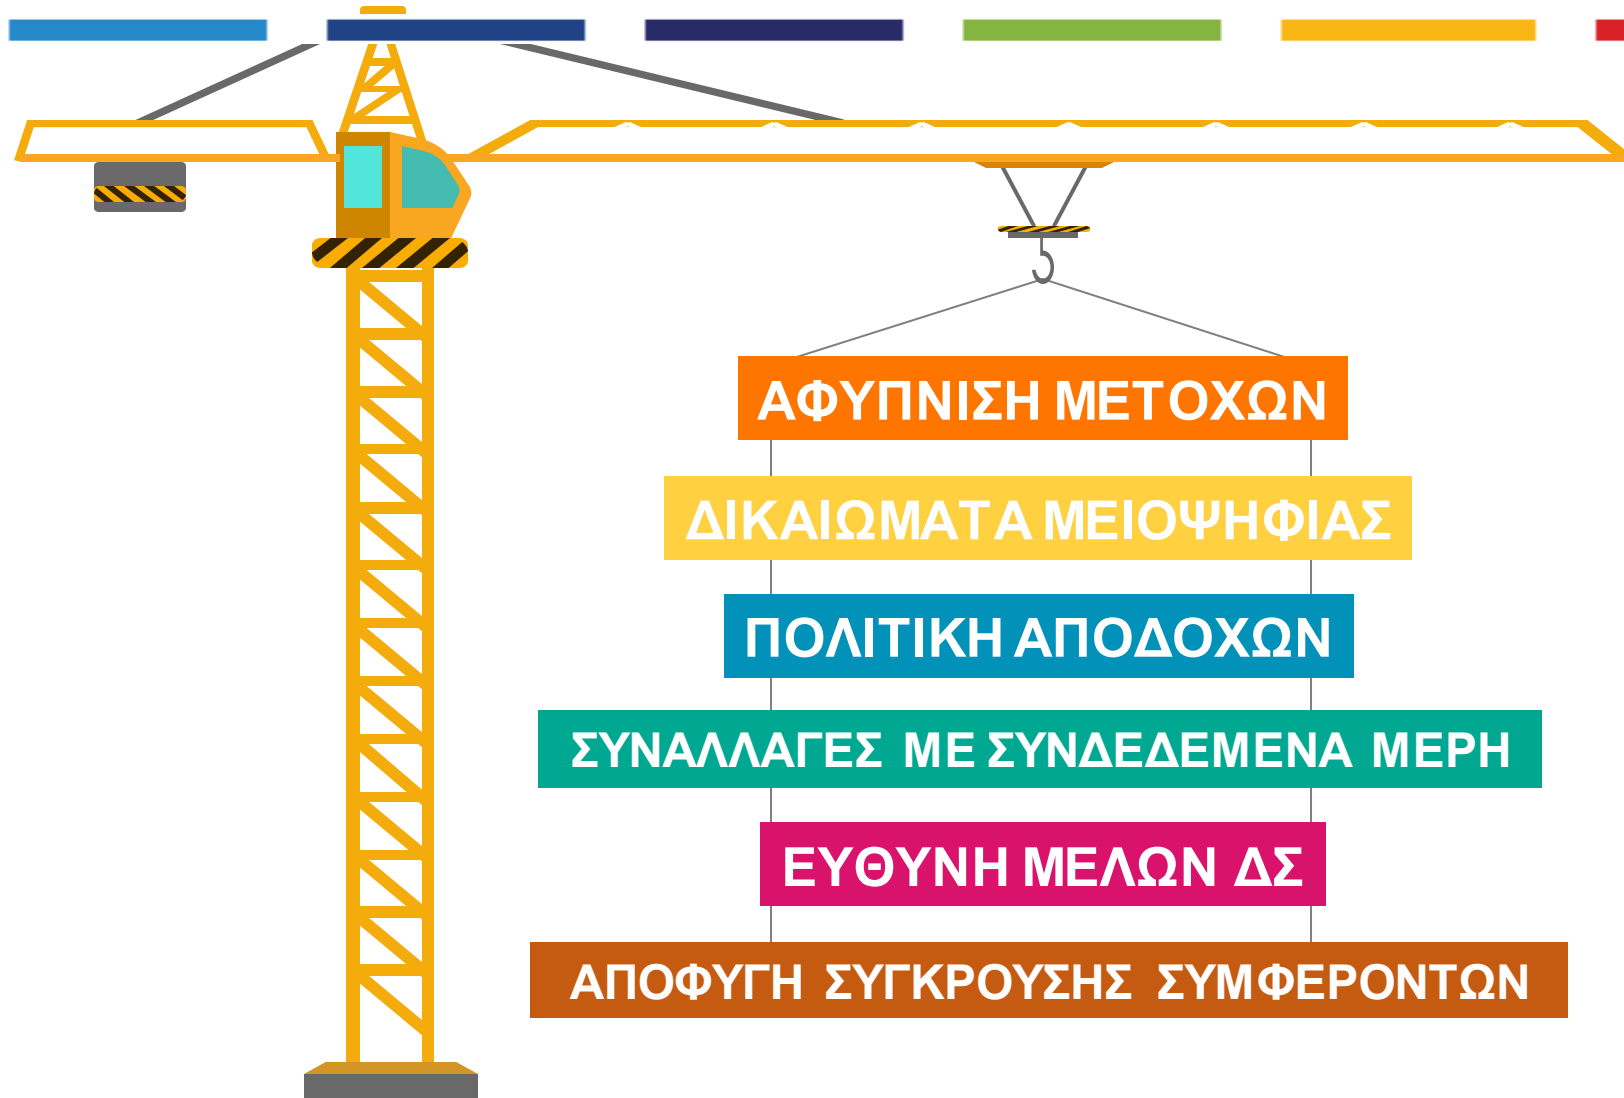 ΑΦΥΠΝΙΣΗ ΜΕΤΟΧΩΝ
ΔΙΚΑΙΩΜΑΤΑ ΜΕΙΟΨΗΦΙΑΣ
ΠΟΛΙΤΙΚΗ ΑΠΟΔΟΧΩΝ
ΣΥΝΑΛΛΑΓΕΣ ΜΕ ΣΥΝΔΕΔΕΜΕΝΑ ΜΕΡΗ
ΕΥΘΥΝΗ ΜΕΛΩΝ ΔΣ
ΑΠΟΦΥΓΗ ΣΥΓΚΡΟΥΣΗΣ ΣΥΜΦΕΡΟΝΤΩΝ